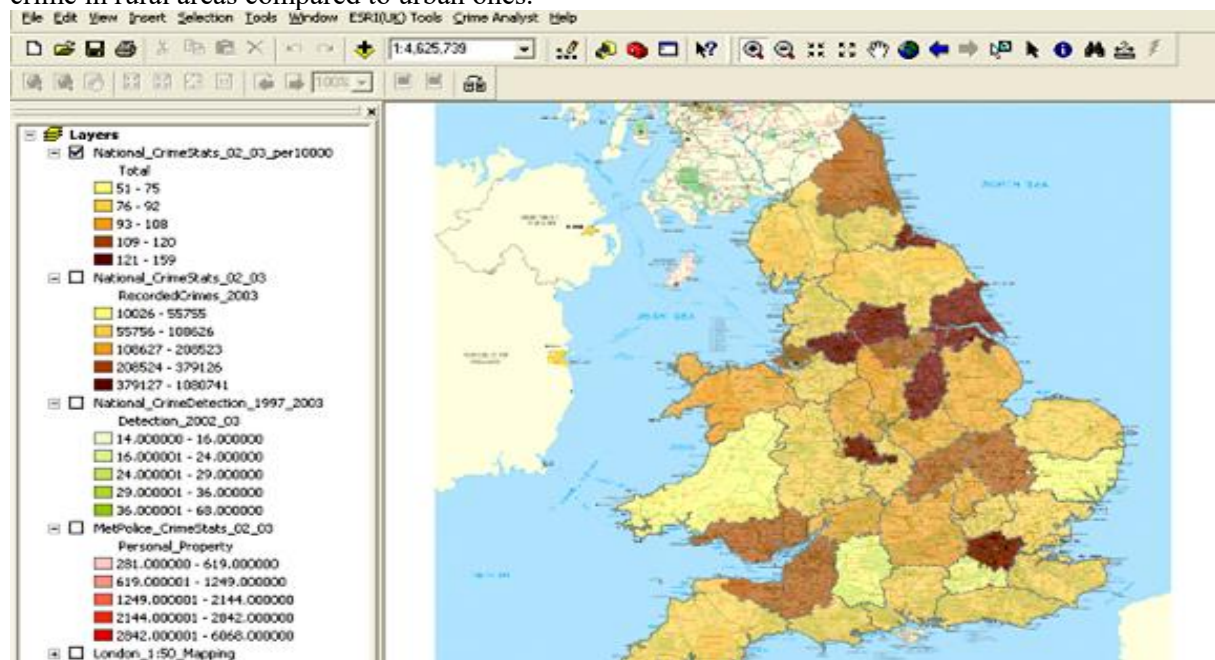 crime in rural areas compared to urban ones.
File Edit View Insert Selection Tools Window ESRI(UK) Tools Crime Analyst Help
1:4,625,739
100%
Layers
National_CrimeStats_02_03_per10000
Total
51 - 75
76 - 92
93 - 108
109 - 120
121 - 159
National_CrimeStats_02_03
RecordedCrimes_2003
10026 - 55755
55756 - 108626
108627 - 208523
208524 - 379126
379127 - 1080741
National_CrimeDetection_1997_2003
Detection_2002_03
14.000000 - 16.000000
16.000001 - 24.000000
24.000001 - 29.000000
29.000001 - 36.000000
36.000001 - 68.000000
MetPolice_CrimeStats_02_03
Personal_Property
281.000000 - 619.000000
619.000001 - 1249.000000
1249.000001 - 2144.000000
2144.000001 - 2842.000000
2842.000001 - 6068.000000
London_1:50_Mapping
NORTH SEA
IRISH SEA